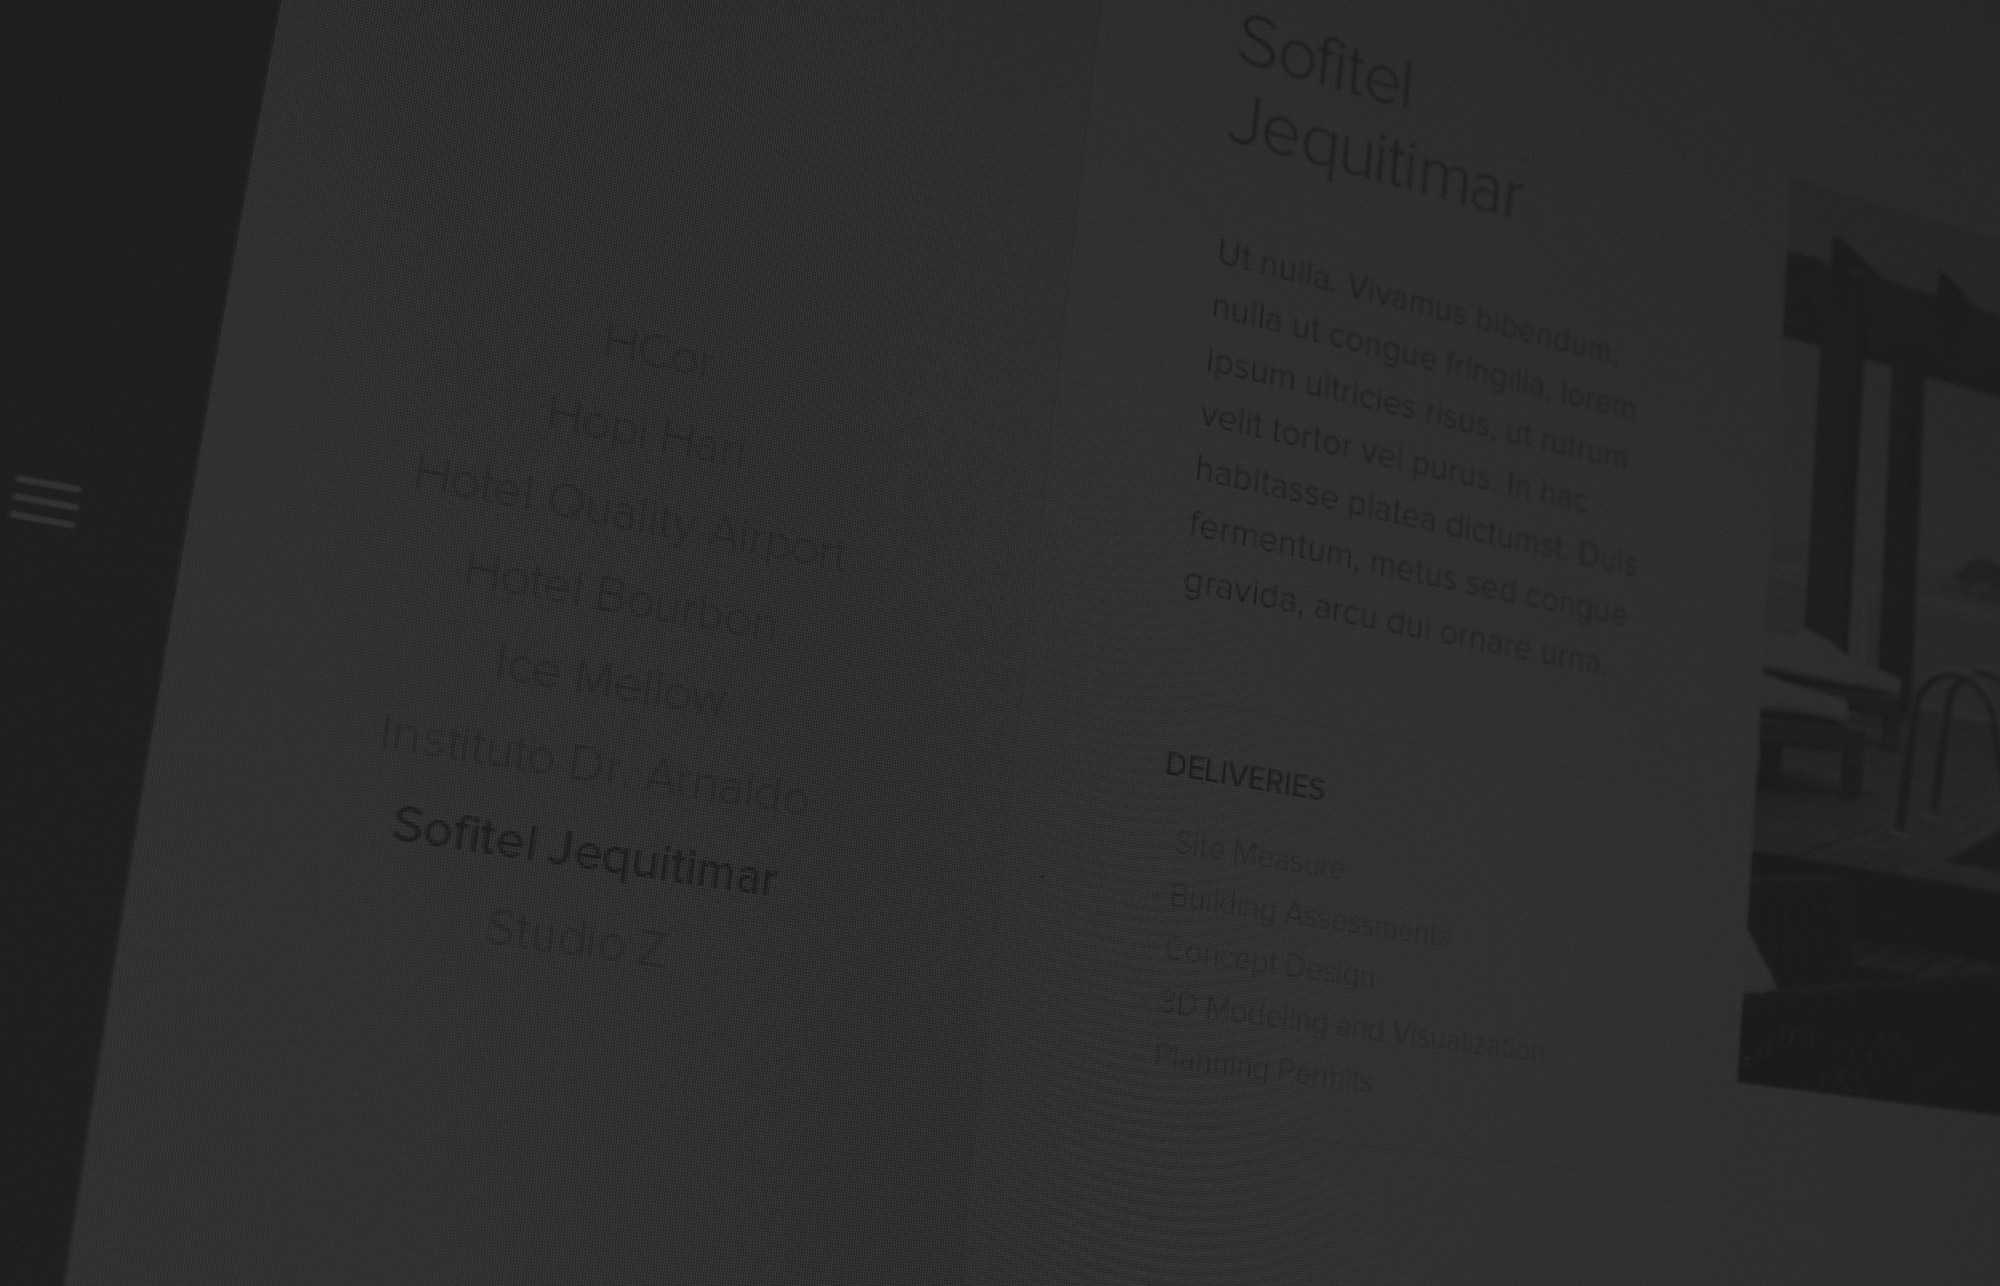 HCor
Hopi Hari
Hotel Quality Airport
Hotel Bourbon
Ice Mellow
Instituto Dr. Arnaldo
Sofitel Jequitimar
Studio Z
Sofitel
Jequitimar
Ut nulla. Vivamus bibendum,
nulla ut congue fringilla, lorem
ipsum ultricies risus, ut rutrum
velit tortor vel purus. In hac
habitasse platea dictumst. Duis
fermentum, metus sed congue
gravida, arcu dui ornare urna.
DELIVERIES
Site Measure
Building Assessments
Concept Design
3D Modeling and Visualization
Planning Permits